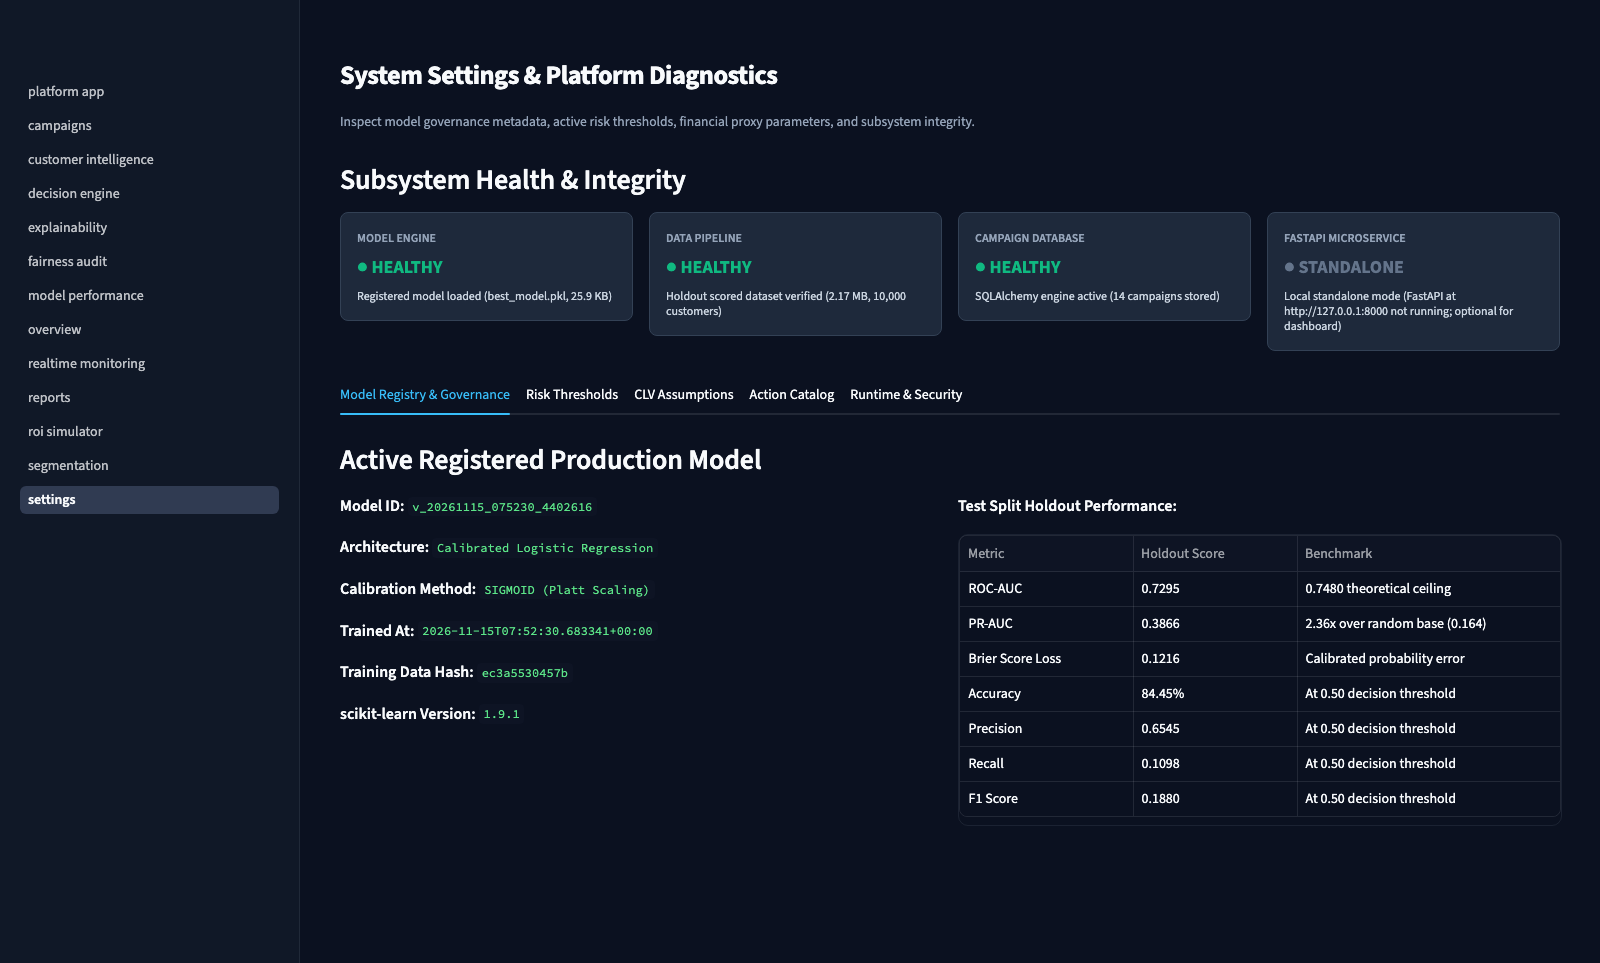 platform app
campaigns
customer intelligence
decision engine
explainability
fairness audit
model performance
overview
realtime monitoring
reports
roi simulator
segmentation
settings
System Settings & Platform Diagnostics
Inspect model governance metadata, active risk thresholds, financial proxy parameters, and subsystem integrity.
Subsystem Health & Integrity
MODEL ENGINE
HEALTHY
Registered model loaded (best_model.pkl, 25.9 KB)
DATA PIPELINE
HEALTHY
Holdout scored dataset verified (2.17 MB, 10,000
customers)
CAMPAIGN DATABASE
HEALTHY
SQLAlchemy engine active (14 campaigns stored)
FASTAPI MICROSERVICE
STANDALONE
Local standalone mode (FastAPI at
http://127.0.0.1:8000 not running; optional for
dashboard)
Model Registry & Governance Risk Thresholds CLV Assumptions Action Catalog Runtime & Security
Active Registered Production Model
Model ID: v_20261115_075230_4402616
Architecture: Calibrated Logistic Regression
Calibration Method: SIGMOID (Platt Scaling)
Trained At: 2026-11-15T07:52:30.683341+00:00
Training Data Hash: ec3a5530457b
scikit-learn Version: 1.9.1
Test Split Holdout Performance:
Metric Holdout Score Benchmark
ROC-AUC 0.7295 0.7480 theoretical ceiling
PR-AUC 0.3866 2.36x over random base (0.164)
Brier Score Loss 0.1216 Calibrated probability error
Accuracy 84.45% At 0.50 decision threshold
Precision 0.6545 At 0.50 decision threshold
Recall 0.1098 At 0.50 decision threshold
F1 Score 0.1880 At 0.50 decision threshold